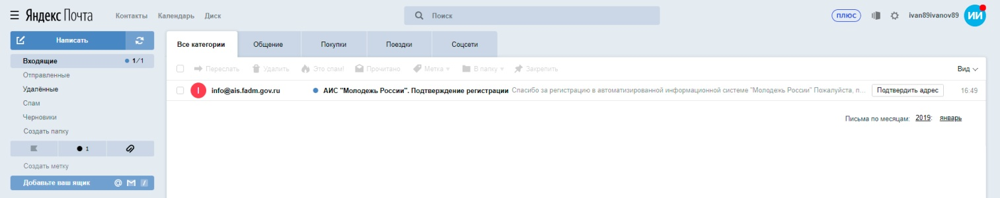 Яндекс Почта Контакты Календарь Диск Поиск плюс ivan89ivanov89 ИИ
Написать
Все категории Общение Покупки Поездки Соцсети
Входящие 1/1
Переслать Удалить Это спам! Прочитано Метка В папку Закрепить Вид
Отправленные
Удалённые
I info@ais.fadm.gov.ru АИС "Молодежь России". Подтверждение регистрации Спасибо за регистрацию в автоматизированной информационной системе "Молодежь России" Пожалуйста, п... Подтвердить адрес 16:49
Спам
Черновики
Письма по месяцам: 2019: январь
Создать папку
1
Создать метку
Добавьте ваш ящик @